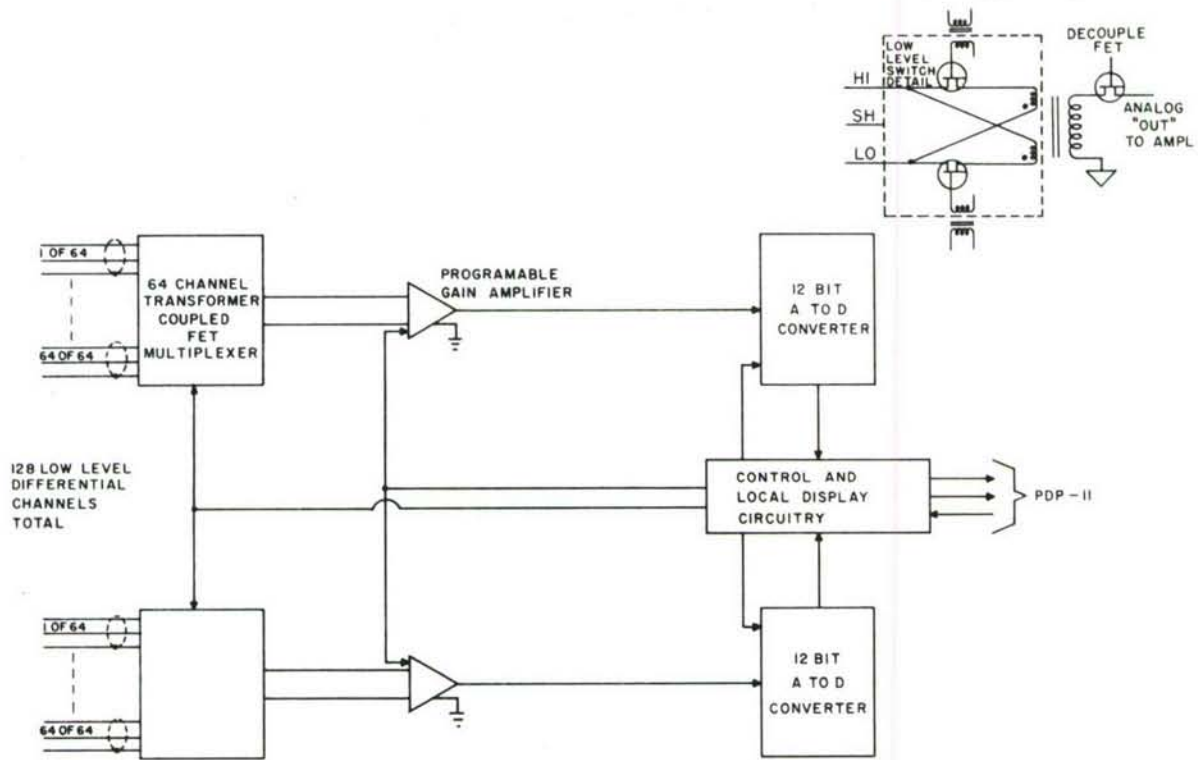 LOW
LEVEL
SWITCH
DETAIL
DECOUPLE
FET
HI
SH
LO
ANALOG
"OUT"
TO AMPL
1 OF 64
64 OF 64
64 CHANNEL
TRANSFORMER
COUPLED
FET
MULTIPLEXER
PROGRAMABLE
GAIN AMPLIFIER
12 BIT
A TO D
CONVERTER
128 LOW LEVEL
DIFFERENTIAL
CHANNELS
TOTAL
CONTROL AND
LOCAL DISPLAY
CIRCUITRY
PDP-11
1 OF 64
64 OF 64
12 BIT
A TO D
CONVERTER